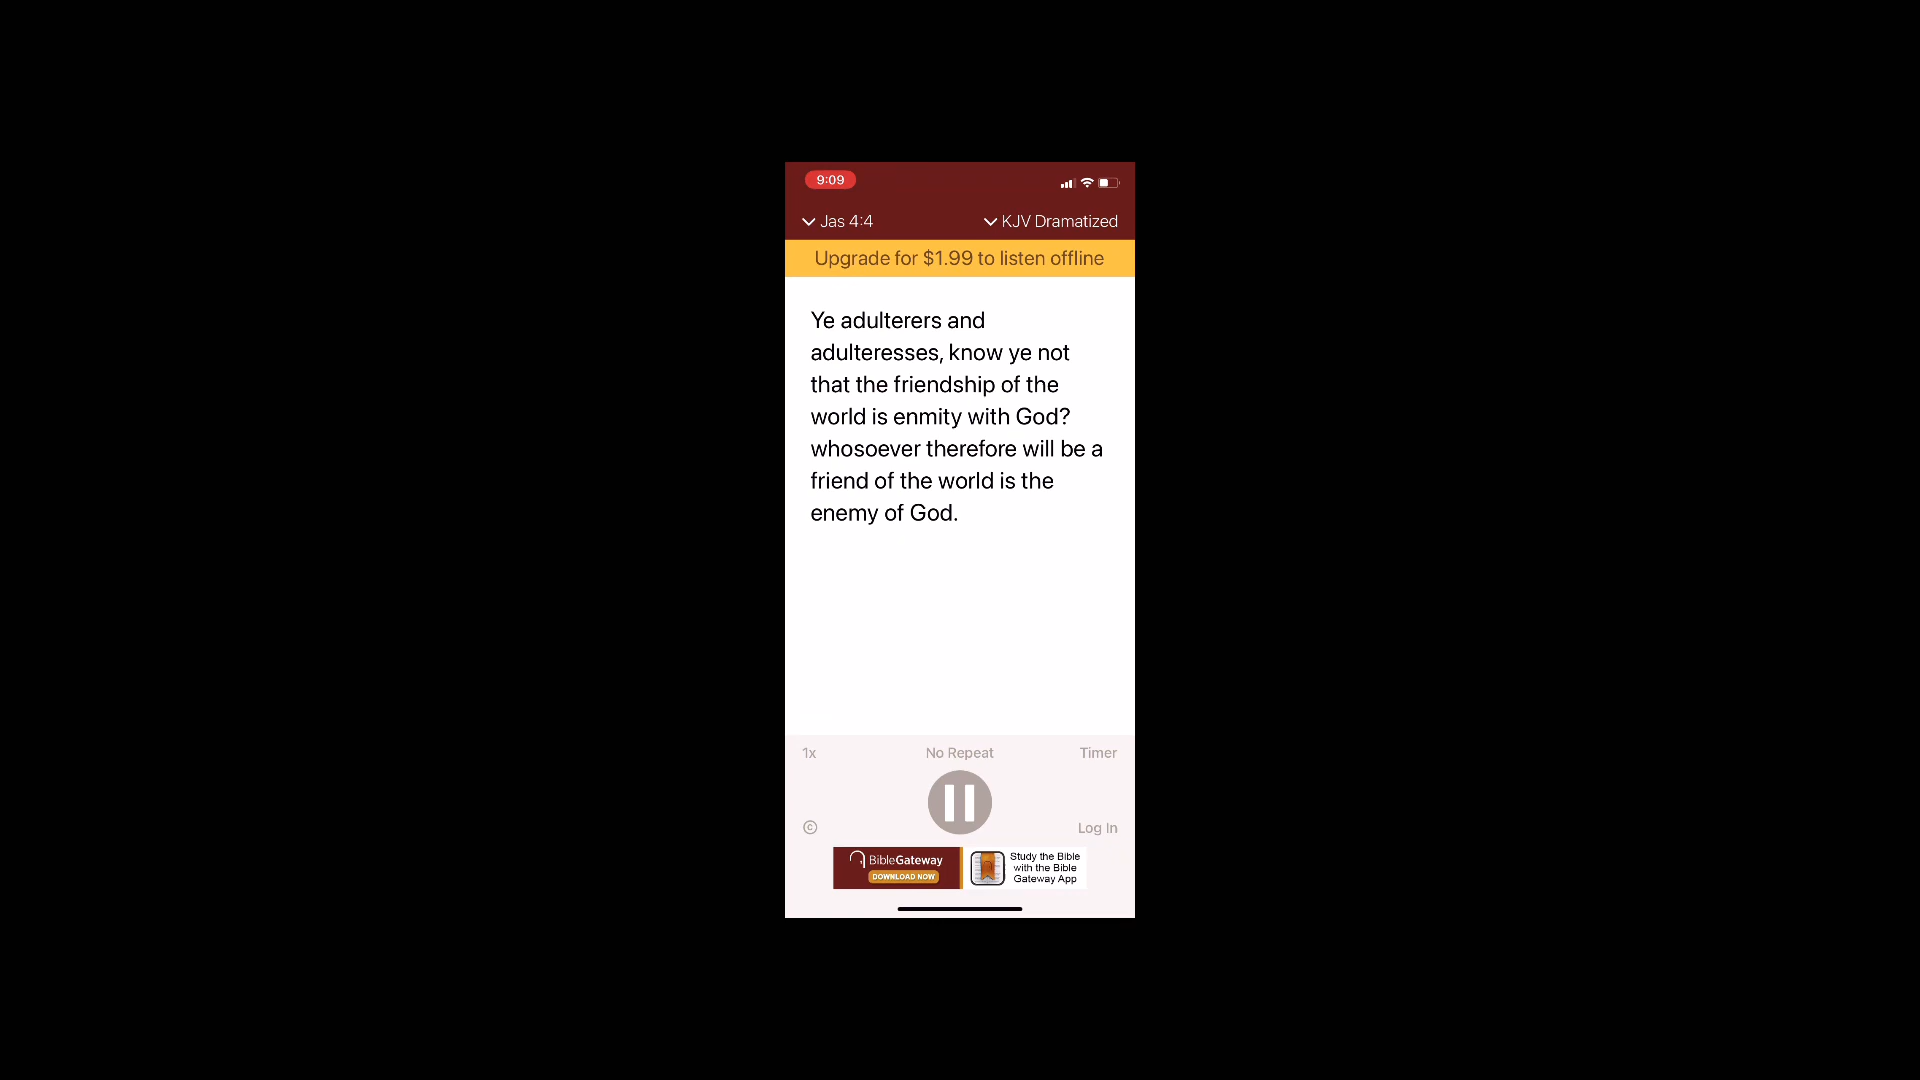 9:09
Jas 4:4
KJV Dramatized
Upgrade for $1.99 to listen offline
Ye adulterers and
adulteresses, know ye not
that the friendship of the
world is enmity with God?
whosoever therefore will be a
friend of the world is the
enemy of God.
1x
No Repeat
Timer
©
Log In
BibleGateway
DOWNLOAD NOW
Study the Bible
with the Bible
Gateway App